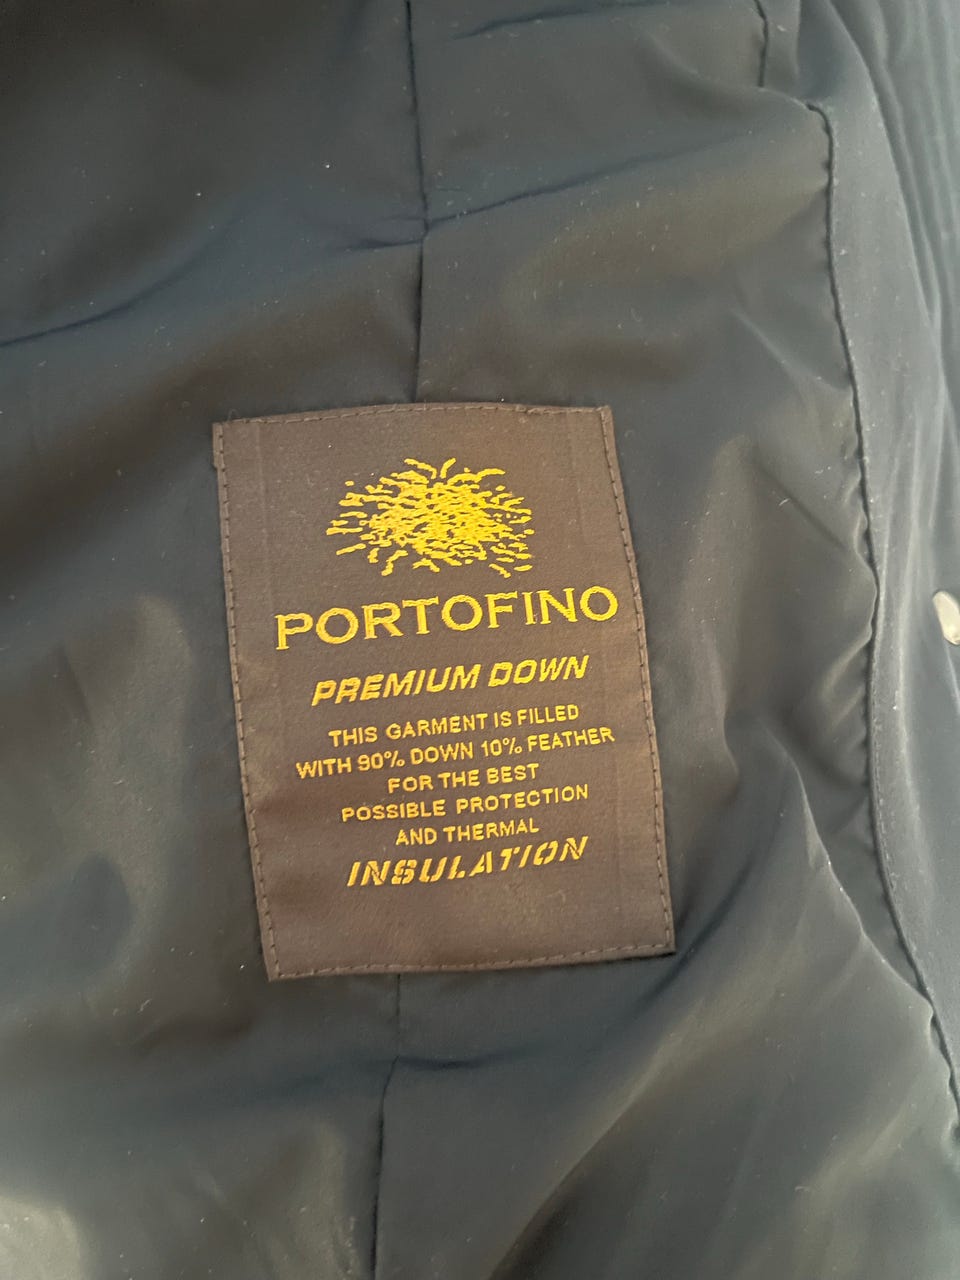 PORTOFINO
PREMIUM DOWN
THIS GARMENT IS FILLED
WITH 90% DOWN 10% FEATHER
FOR THE BEST
POSSIBLE PROTECTION
AND THERMAL
INSULATION